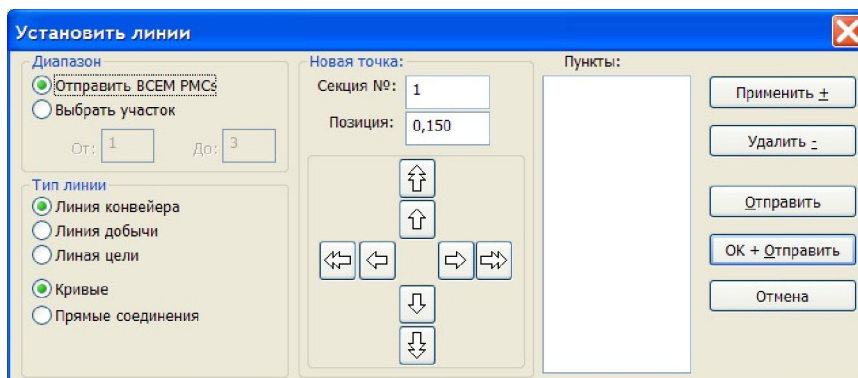 Установить линии
Диапазон
Отправить ВСЕМ PMCs
Выбрать участок
От: 1 До: 3
Тип линии
Линия конвейера
Линия добычи
Линая цели
Кривые
Прямые соединения
Новая точка:
Секция №: 1
Позиция: 0,150
Пункты:
Применить +
Удалить -
Отправить
ОК + Отправить
Отмена